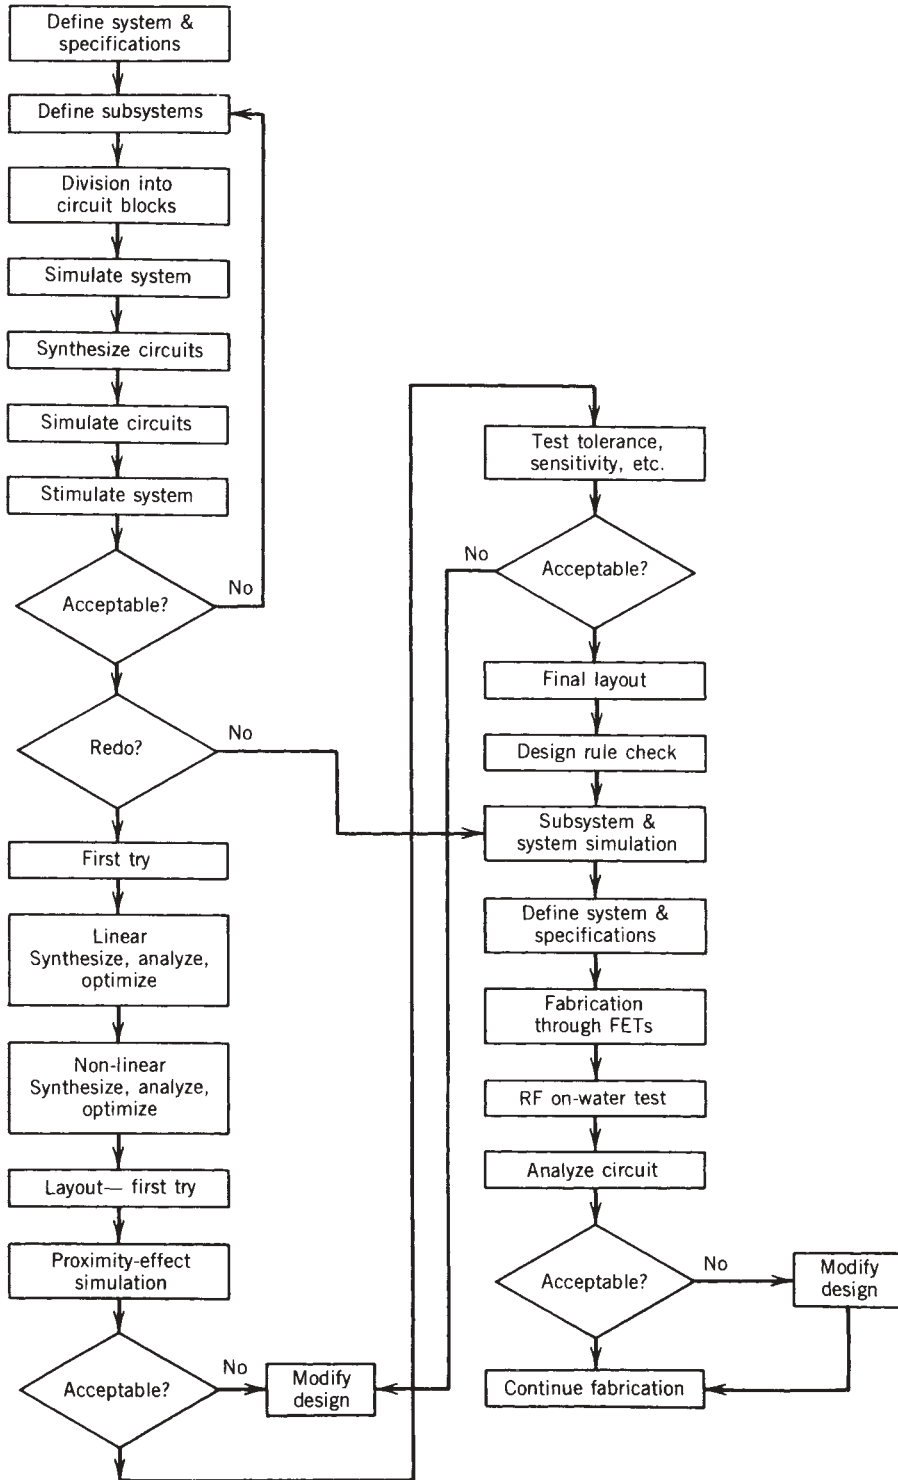 Define system &
specifications
Define subsystems
Division into
circuit blocks
Simulate system
Synthesize circuits
Simulate circuits
Stimulate system
Acceptable?
No
Redo?
No
First try
Linear
Synthesize, analyze,
optimize
Non-linear
Synthesize, analyze,
optimize
Layout— first try
Proximity-effect
simulation
Acceptable?
No
Modify
design
Test tolerance,
sensitivity, etc.
No
Acceptable?
Final layout
Design rule check
Subsystem &
system simulation
Define system &
specifications
Fabrication
through FETs
RF on-water test
Analyze circuit
Acceptable?
No
Modify
design
Continue fabrication